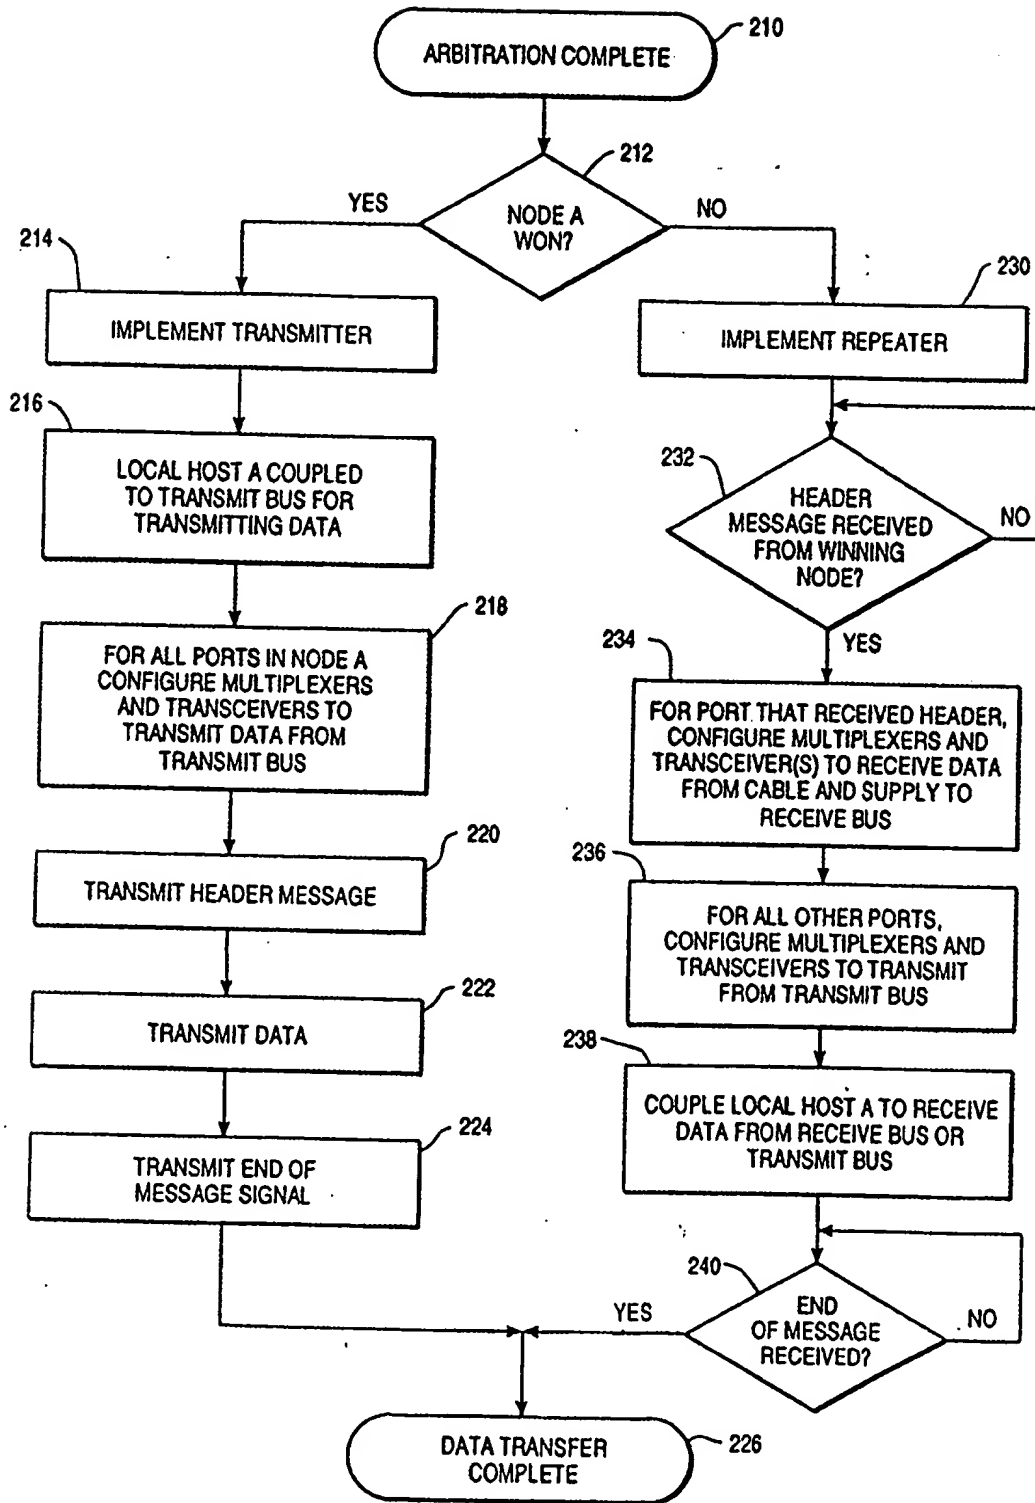 210
ARBITRATION COMPLETE
212
YES
NO
NODE A
WON?
214
230
IMPLEMENT TRANSMITTER
IMPLEMENT REPEATER
216
LOCAL HOST A COUPLED
TO TRANSMIT BUS FOR
TRANSMITTING DATA
232
HEADER
MESSAGE RECEIVED
FROM WINNING
NODE?
NO
YES
218
FOR ALL PORTS IN NODE A
CONFIGURE MULTIPLEXERS
AND TRANSCEIVERS TO
TRANSMIT DATA FROM
TRANSMIT BUS
234
FOR PORT THAT RECEIVED HEADER,
CONFIGURE MULTIPLEXERS AND
TRANSCEIVER(S) TO RECEIVE DATA
FROM CABLE AND SUPPLY TO
RECEIVE BUS
220
TRANSMIT HEADER MESSAGE
236
FOR ALL OTHER PORTS,
CONFIGURE MULTIPLEXERS AND
TRANSCEIVERS TO TRANSMIT
FROM TRANSMIT BUS
222
TRANSMIT DATA
238
COUPLE LOCAL HOST A TO RECEIVE
DATA FROM RECEIVE BUS OR
TRANSMIT BUS
224
TRANSMIT END OF
MESSAGE SIGNAL
240
YES
END
OF MESSAGE
RECEIVED?
NO
DATA TRANSFER
COMPLETE
226